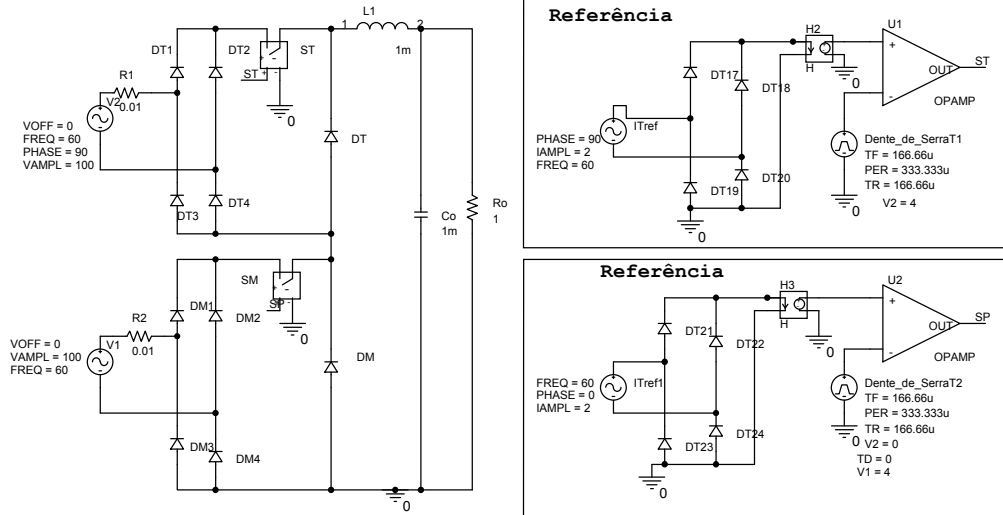 L1
1
2
1m
DT1
DT2
ST
ST
+
-
+
-
R1
V2
0.01
VOFF = 0
FREQ = 60
PHASE = 90
VAMPL = 100
0
DT
DT3
DT4
Co
1m
Ro
1
SM
+
-
+
-
SP
0
DM1
DM2
R2
V1
0.01
VOFF = 0
VAMPL = 100
FREQ = 60
DM
DM3
DM4
0
Referência
H2
H
0
U1
+
-
OUT
ST
OPAMP
DT17
DT18
PHASE = 90
IAMPL = 2
FREQ = 60
ITref
DT19
DT20
0
Dente_de_SerraT1
TF = 166.66u
PER = 333.333u
TR = 166.66u
V2 = 4
0
Referência
H3
H
0
U2
+
-
OUT
SP
OPAMP
DT21
DT22
FREQ = 60
PHASE = 0
IAMPL = 2
ITref1
DT23
DT24
0
Dente_de_SerraT2
TF = 166.66u
PER = 333.333u
TR = 166.66u
V2 = 0
TD = 0
V1 = 4
0